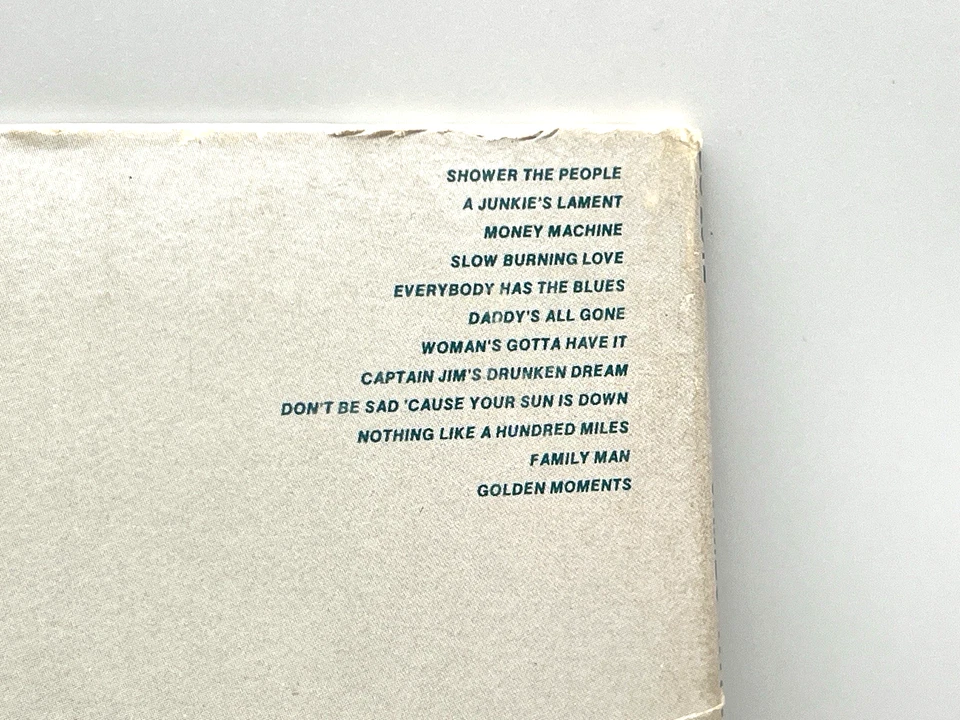 SHOWER THE PEOPLE
A JUNKIE'S LAMENT
MONEY MACHINE
SLOW BURNING LOVE
EVERYBODY HAS THE BLUES
DADDY'S ALL GONE
WOMAN'S GOTTA HAVE IT
CAPTAIN JIM'S DRUNKEN DREAM
DON'T BE SAD 'CAUSE YOUR SUN IS DOWN
NOTHING LIKE A HUNDRED MILES
FAMILY MAN
GOLDEN MOMENTS